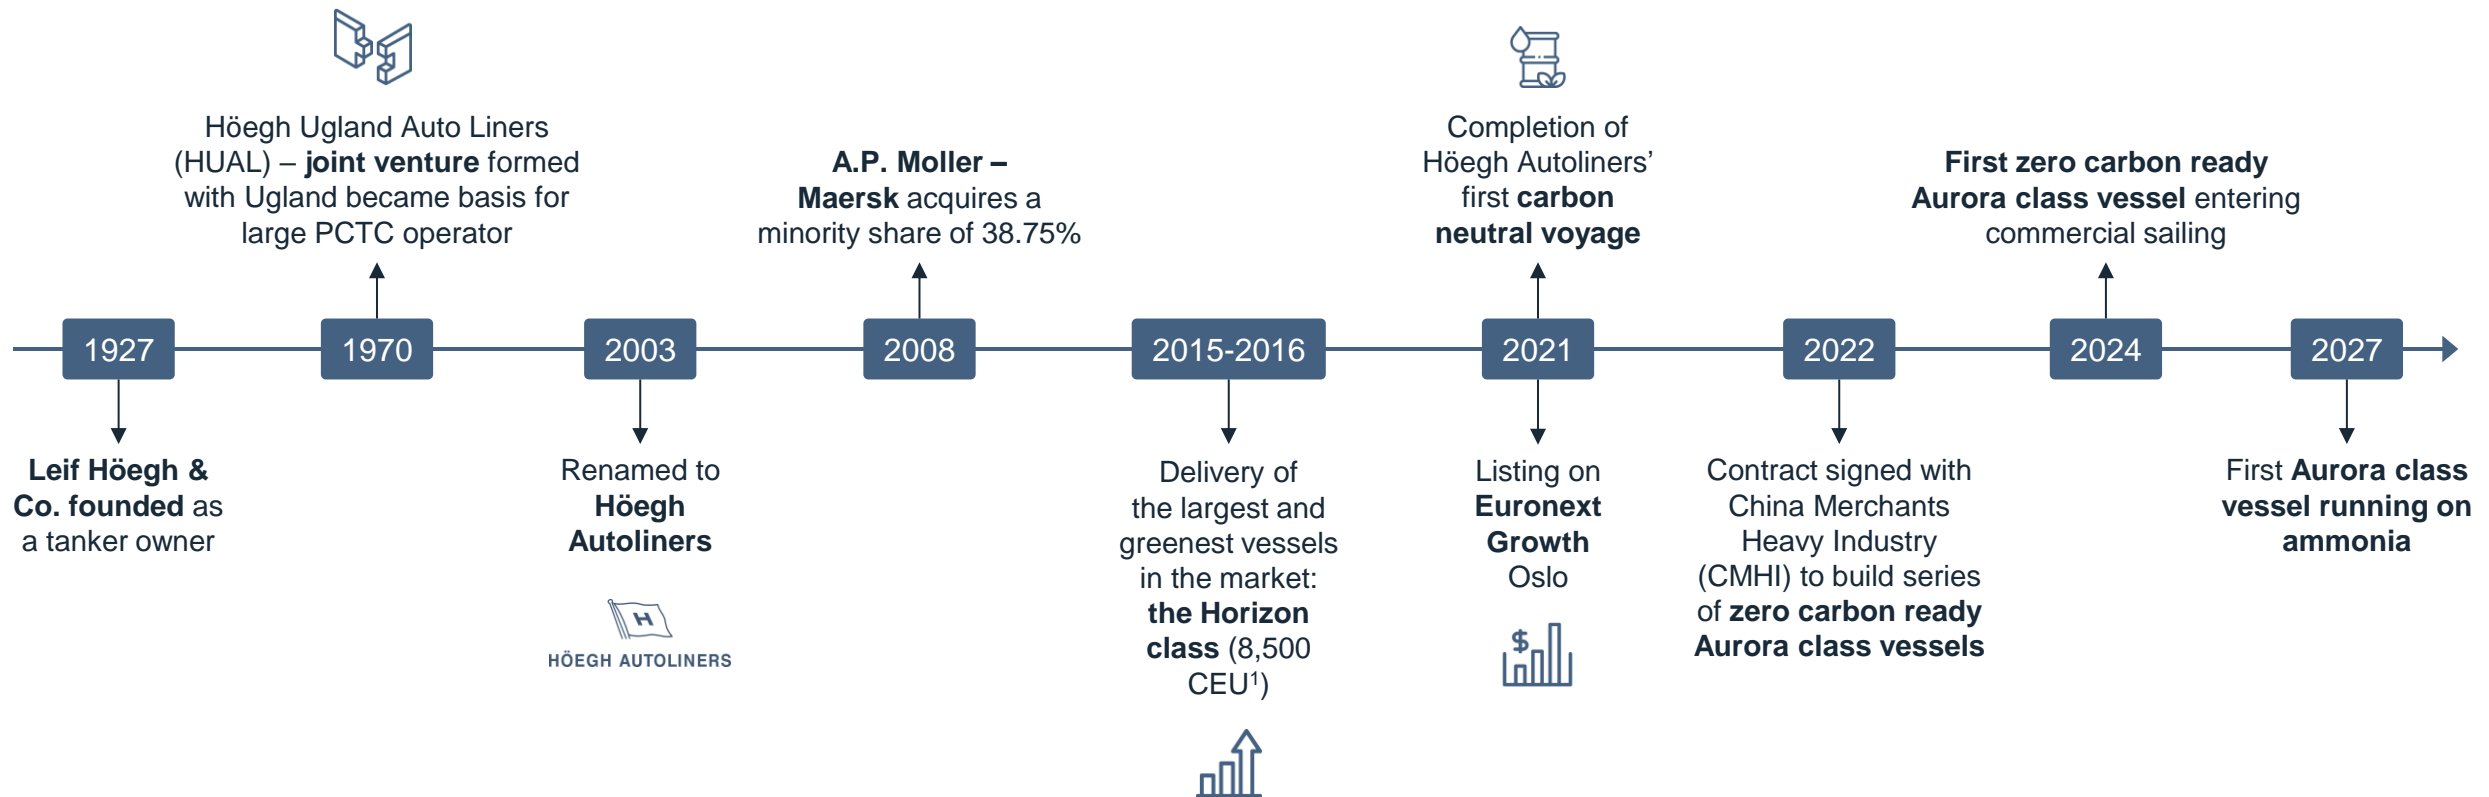 Höegh Ugland Auto Liners
(HUAL) – joint venture formed
with Ugland became basis for
large PCTC operator
A.P. Moller –
Maersk acquires a
minority share of 38.75%
Completion of
Höegh Autoliners’
first carbon
neutral voyage
First zero carbon ready
Aurora class vessel entering
commercial sailing
1927
1970
2003
2008
2015-2016
2021
2022
2024
2027
Leif Höegh &
Co. founded as
a tanker owner
Renamed to
Höegh
Autoliners
H
HÖEGH AUTOLINERS
Delivery of
the largest and
greenest vessels
in the market:
the Horizon
class (8,500
CEU¹)
Listing on
Euronext
Growth
Oslo
$
Contract signed with
China Merchants
Heavy Industry
(CMHI) to build series
of zero carbon ready
Aurora class vessels
First Aurora class
vessel running on
ammonia